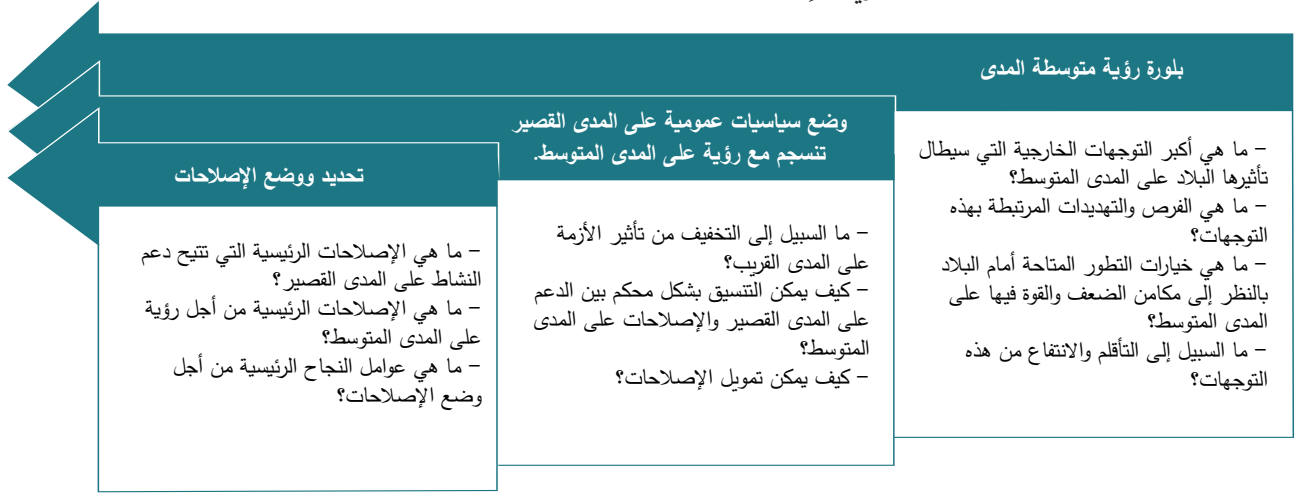 بلورة رؤية متوسطة المدى
– ما هي أكبر التوجهات الخارجية التي سيطال
تأثيرها البلاد على المدى المتوسط؟
– ما هي الفرص والتهديدات المرتبطة بهذه
التوجهات؟
– ما هي خيارات التطور المتاحة أمام البلاد
بالنظر إلى مكامن الضعف والقوة فيها على
المدى المتوسط؟
– ما السبيل إلى التأقلم والانتفاع من هذه
التوجهات؟
وضع سياسيات عمومية على المدى القصير
تنسجم مع رؤية على المدى المتوسط.
– ما السبيل إلى التخفيف من تأثير الأزمة
على المدى القريب؟
– كيف يمكن التنسيق بشكل محكم بين الدعم
على المدى القصير والإصلاحات على المدى
المتوسط؟
– كيف يمكن تمويل الإصلاحات؟
تحديد ووضع الإصلاحات
– ما هي الإصلاحات الرئيسية التي تتيح دعم
النشاط على المدى القصير؟
– ما هي الإصلاحات الرئيسية من أجل رؤية
على المدى المتوسط؟
– ما هي عوامل النجاح الرئيسية من أجل
وضع الإصلاحات؟